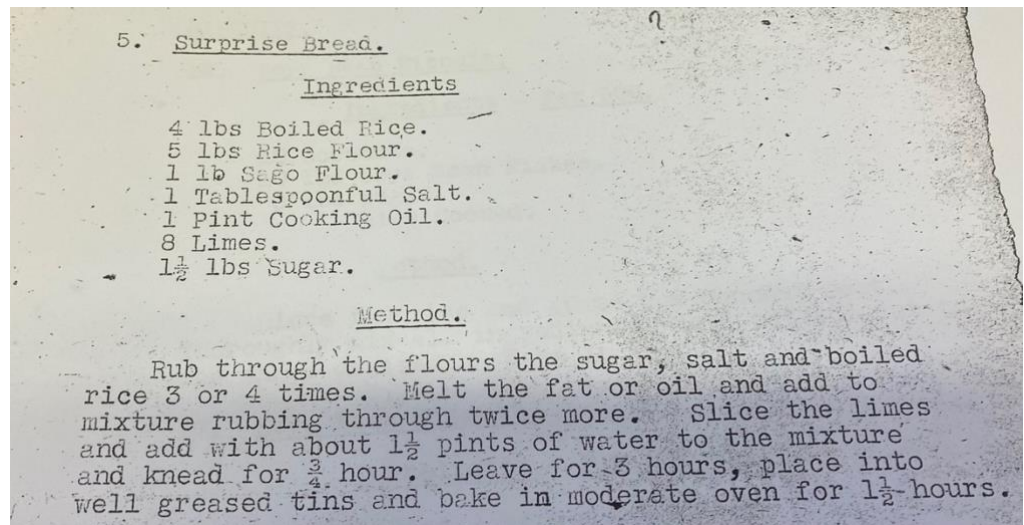 ?
5. Surprise Bread.
Ingredients
4 lbs Boiled Rice.
5 lbs Rice Flour.
1 lb Sago Flour.
1 Tablespoonful Salt.
1 Pint Cooking Oil.
8 Limes.
1½ lbs Sugar.
Method.
Rub through the flours the sugar, salt and boiled
rice 3 or 4 times. Melt the fat or oil and add to
mixture rubbing through twice more. Slice the limes
and add with about 1½ pints of water to the mixture
and knead for ¾ hour. Leave for 3 hours, place into
well greased tins and bake in moderate oven for 1½ hours.